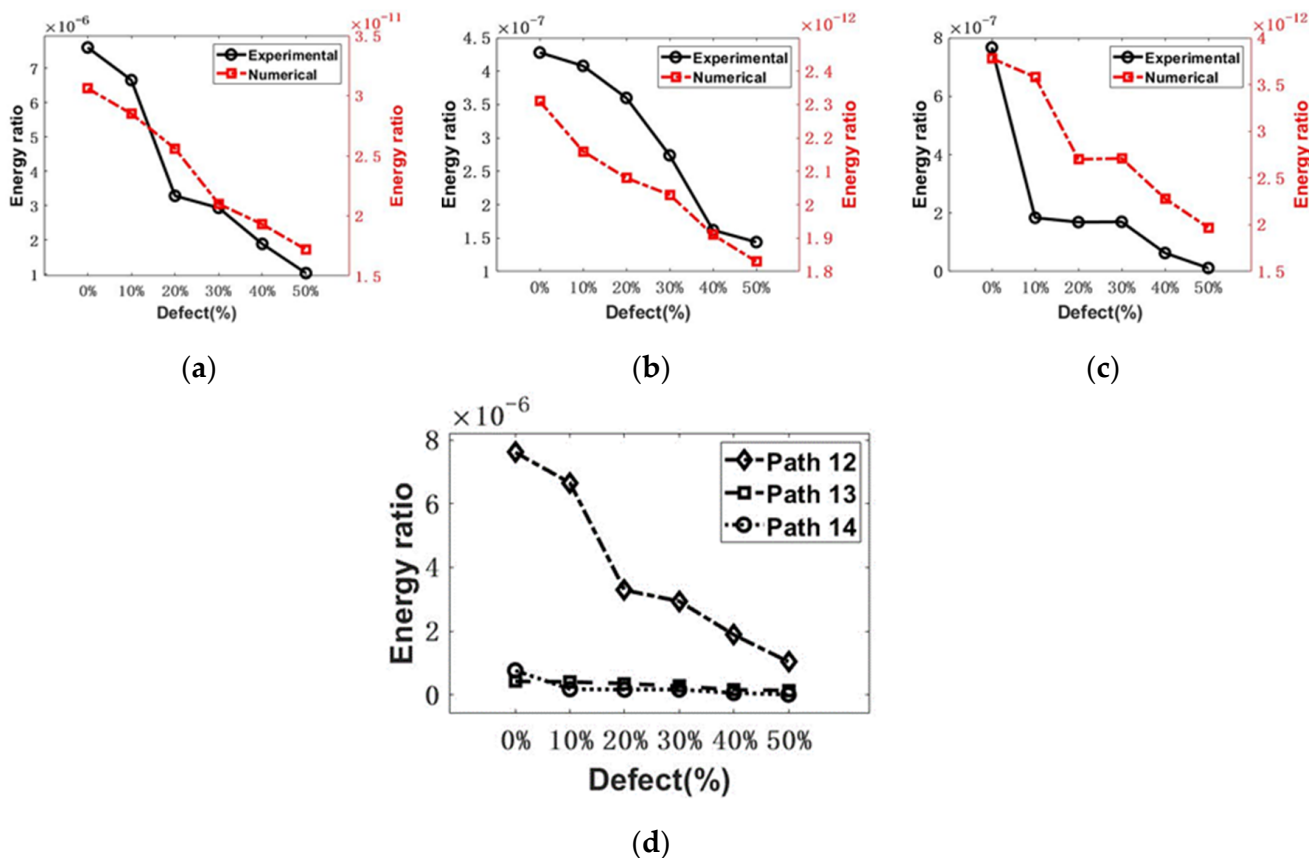 ×10⁻⁶
×10⁻¹¹
Experimental
Numerical
Energy ratio
7
6
5
4
3
2
1
3.5
3
2.5
2
1.5
Energy ratio
0% 10% 20% 30% 40% 50%
Defect(%)
(a)
×10⁻⁷
×10⁻¹²
Experimental
Numerical
Energy ratio
4.5
4
3.5
3
2.5
2
1.5
1
2.4
2.3
2.2
2.1
2
1.9
1.8
Energy ratio
0% 10% 20% 30% 40% 50%
Defect(%)
(b)
×10⁻⁷
×10⁻¹²
Experimental
Numerical
Energy ratio
8
6
4
2
0
4
3.5
3
2.5
2
1.5
Energy ratio
0% 10% 20% 30% 40% 50%
Defect(%)
(c)
×10⁻⁶
Path 12
Path 13
Path 14
Energy ratio
8
6
4
2
0
0% 10% 20% 30% 40% 50%
Defect(%)
(d)